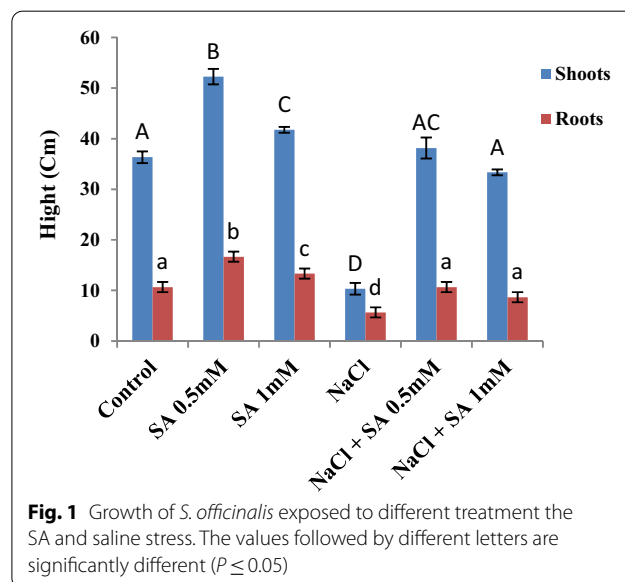 60
50
40
30
20
10
0
Hight (Cm)
A
a
B
b
C
c
D
d
AC
a
A
a
Shoots
Roots
Control
SA 0.5mM
SA 1mM
NaCl
NaCl + SA 0.5mM
NaCl + SA 1mM
Fig. 1 Growth of S. officinalis exposed to different treatment the
SA and saline stress. The values followed by different letters are
significantly different (P ≤ 0.05)